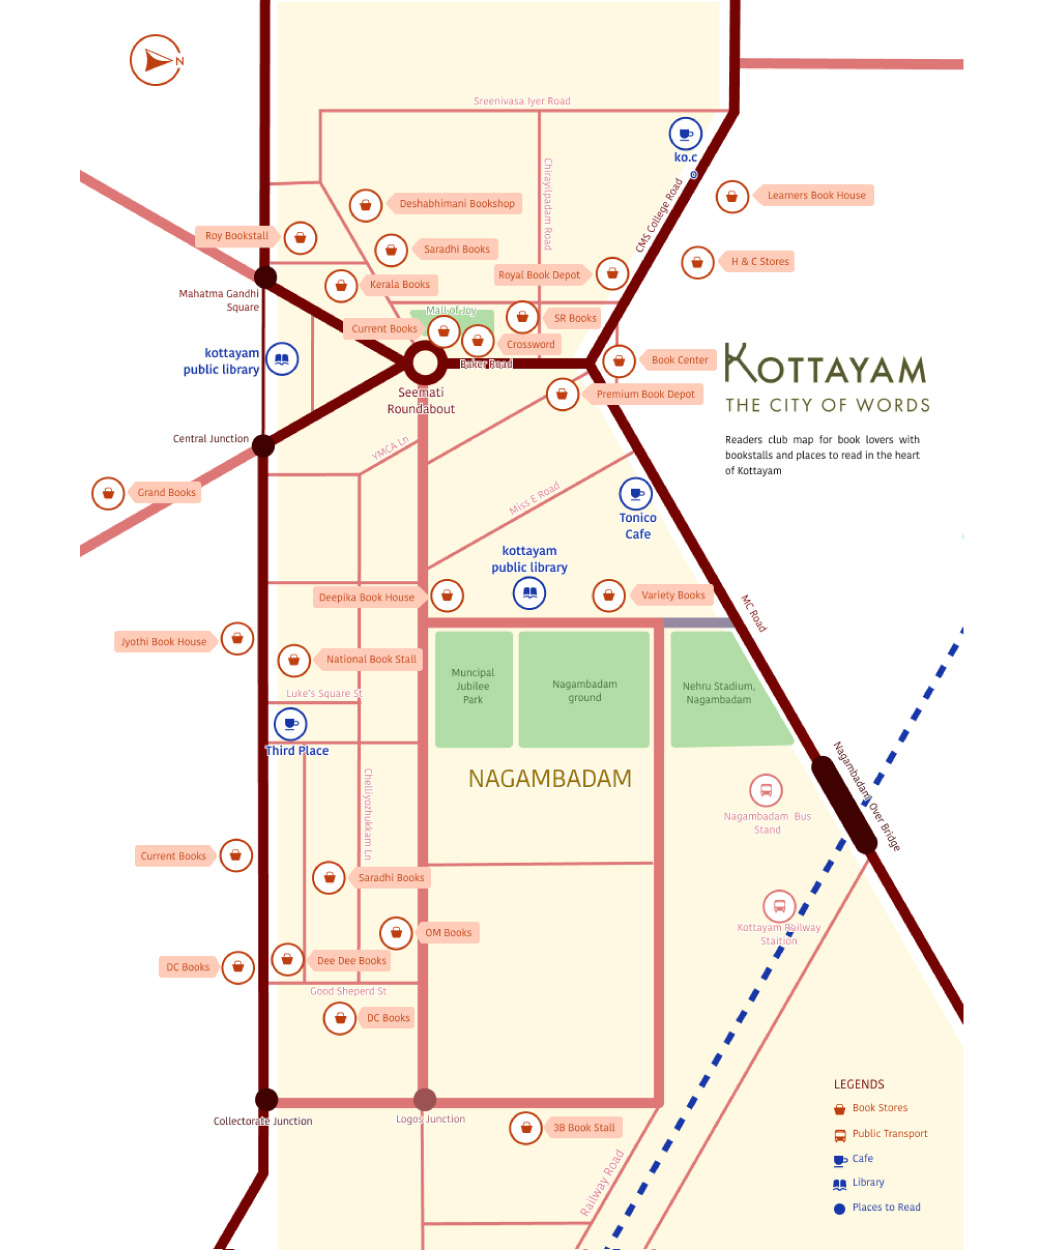 N
Sreenivasa Iyer Road
ko.c
o
Chirayilpadam Road
CMS College Road
Learners Book House
Deshabhimani Bookshop
Roy Bookstall
Saradhi Books
H & C Stores
Royal Book Depot
Kerala Books
Mahatma Gandhi
Square
Mall of Joy
SR Books
Current Books
Crossword
kottayam
public library
Baker Road
Book Center
KOTTAYAM
THE CITY OF WORDS
Seemati
Roundabout
Premium Book Depot
Readers club map for book lovers with
bookstalls and places to read in the heart
of Kottayam
Central Junction
YMCA Ln
Grand Books
Miss E Road
Tonico
Cafe
kottayam
public library
Deepika Book House
Variety Books
MC Road
Jyothi Book House
National Book Stall
Muncipal
Jubilee
Park
Nagambadam
ground
Nehru Stadium,
Nagambadam
Luke's Square St
Third Place
NAGAMBADAM
Nagambadam Over Bridge
Chelliyozhukkam Ln
Nagambadam Bus
Stand
Current Books
Saradhi Books
OM Books
Kottayam Railway
Staition
DC Books
Dee Dee Books
Good Sheperd St
DC Books
Collectorate Junction
Logos Junction
3B Book Stall
Railway Road
LEGENDS
Book Stores
Public Transport
Cafe
Library
Places to Read